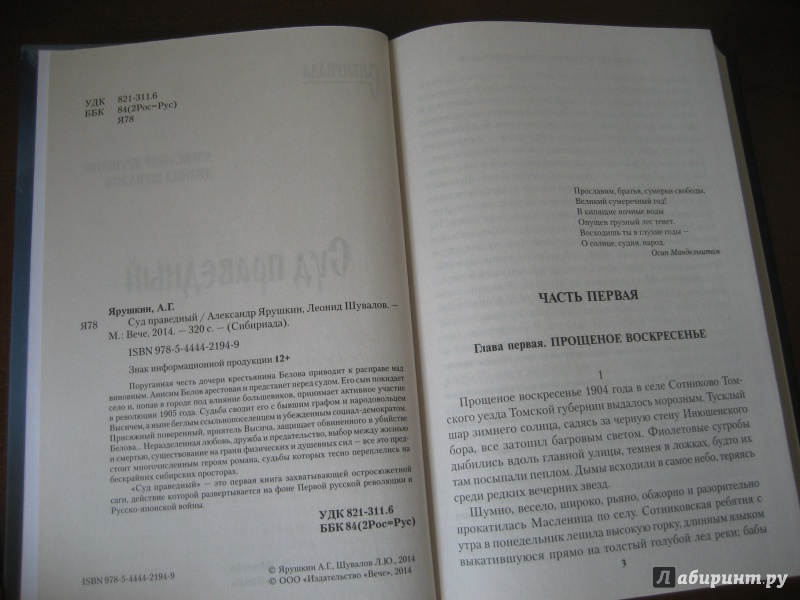 УДК 821-311.6
ББК 84(2Рос=Рус)
Я78
Ярушкин, А.Г.
Я78 Суд праведный / Александр Ярушкин, Леонид Шувалов. —
М.: Вече, 2014. — 320 с. — (Сибириада).
ISBN 978-5-4444-2194-9
Знак информационной продукции 12+
Поруганная честь дочери крестьянина Белова приводит к расправе над
виновным. Анисим Белов арестован и предстанет перед судом. Его сын покидает
село и, попав в городе под влияние большевиков, принимает активное участие
в революции 1905 года. Судьба сводит его с бывшим графом и народовольцем
Высичем, а ныне беглым ссыльнопоселенцем и убежденным социал-демократом.
Присяжный поверенный, приятель Высича, защищает обвиненного в убийстве
Белова... Неразделенная любовь, дружба и предательство, выбор между жизнью
и смертью, существование на грани физических и душевных сил — все это пред-
стоит многочисленным героям романа, судьбы которых тесно переплелись на
бескрайних сибирских просторах.
«Суд праведный» — это первая книга захватывающей остросюжетной
саги, действие которой развертывается на фоне Первой русской революции и
Русско-японской войны.
УДК 821-311.6
ББК 84(2Рос=Рус)
© Ярушкин А.Г., Шувалов Л.Ю., 2014
ISBN 978-5-4444-2194-9 © ООО «Издательство «Вече», 2014
Прославим, братья, сумерки свободы,
Великий сумеречный год!
В кипящие ночные воды
Опущен грузный лес тенет.
Восходишь ты в глухие годы —
О солнце, судия, народ.
Осип Мандельштам
ЧАСТЬ ПЕРВАЯ
Глава первая. ПРОЩЕНОЕ ВОСКРЕСЕНЬЕ
1
Прощеное воскресенье 1904 года в селе Сотниково Том-
ского уезда Томской губернии выдалось морозным. Тусклый
шар зимнего солнца, садясь за черную стену Инюшенского
бора, все затопил багровым светом. Фиолетовые сугробы
дыбились вдоль главной улицы, темнея в ложках, будто их
там посыпали пеплом. Дымы всходили в самое небо, теряясь
среди редких вечерних звезд.
Шумно, весело, широко, рьяно, обжорно и разорительно
прокатилась Масленица по селу. Сотниковская ребятня с
утра в понедельник лепила высокую горку, длинным языком
выкатившуюся прямо на толстый голубой лед реки; бабы
3
Лабиринт.ру